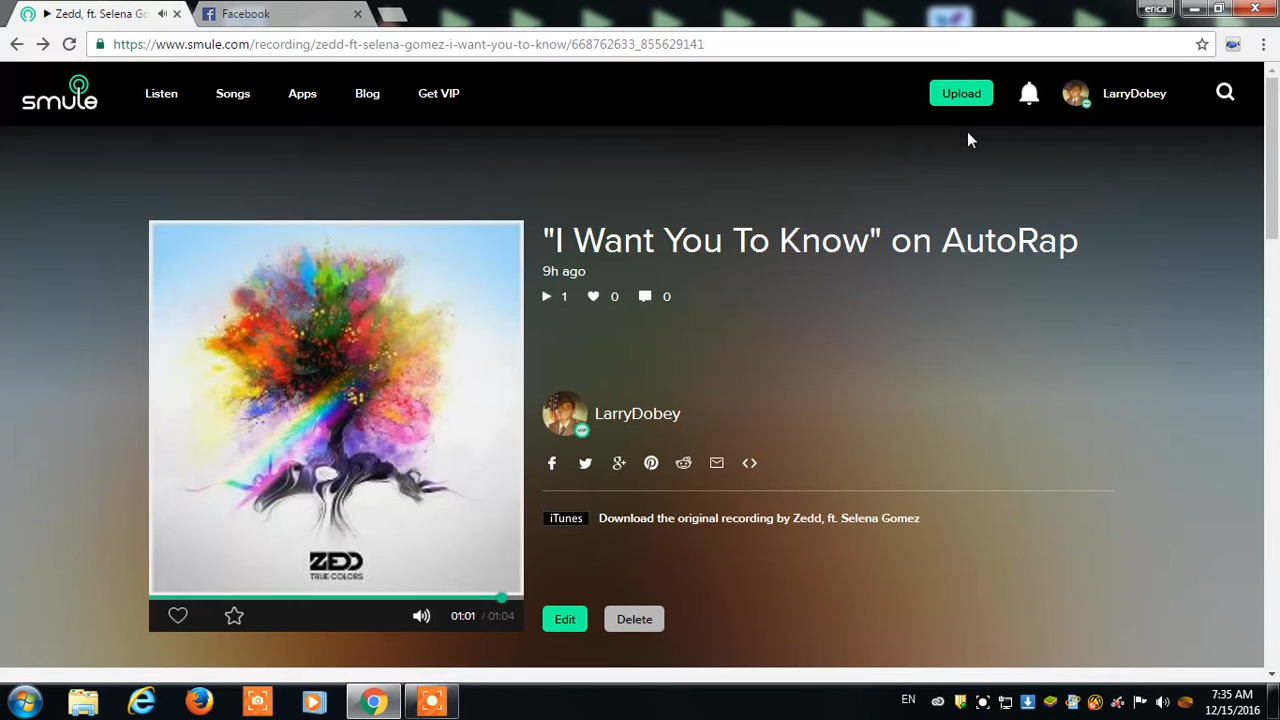 Zedd, ft. Selena Go
Facebook
erica
https://www.smule.com/recording/zedd-ft-selena-gomez-i-want-you-to-know/668762633_855629141
smule
Listen
Songs
Apps
Blog
Get VIP
Upload
LarryDobey
"I Want You To Know" on AutoRap
9h ago
1
0
0
LarryDobey
VIP
iTunes
Download the original recording by Zedd, ft. Selena Gomez
ZEDD
TRUE COLORS
01:01 / 01:04
Edit
Delete
EN
7:35 AM
12/15/2016